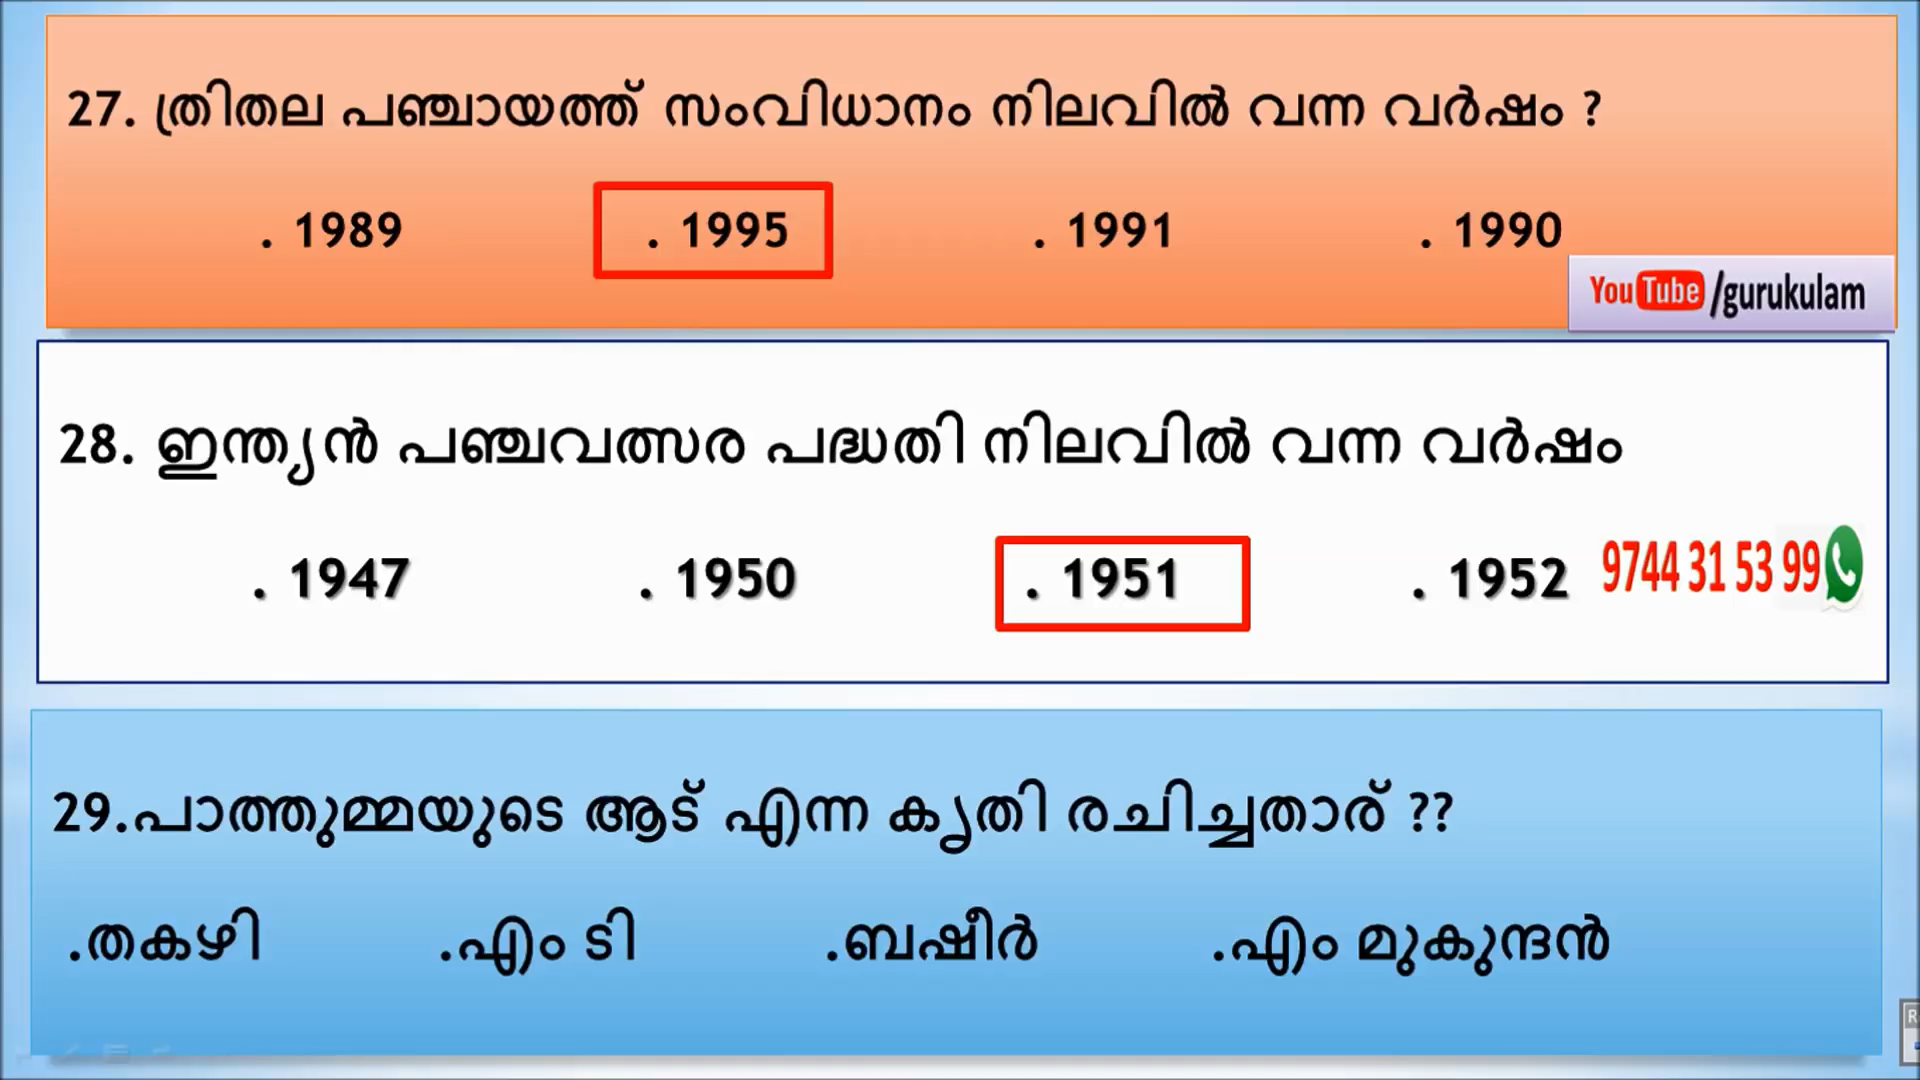 27. ത്രിതല പഞ്ചായത്ത് സംവിധാനം നിലവിൽ വന്ന വർഷം ?
. 1989 . 1995 . 1991 . 1990
YouTube/gurukulam
28. ഇന്ത്യൻ പഞ്ചവത്സര പദ്ധതി നിലവിൽ വന്ന വർഷം
. 1947 . 1950 . 1951 . 1952
9744 31 53 99
29.പാത്തുമ്മയുടെ ആട് എന്ന കൃതി രചിച്ചതാര് ??
.തകഴി .എം ടി .ബഷീർ .എം മുകുന്ദൻ